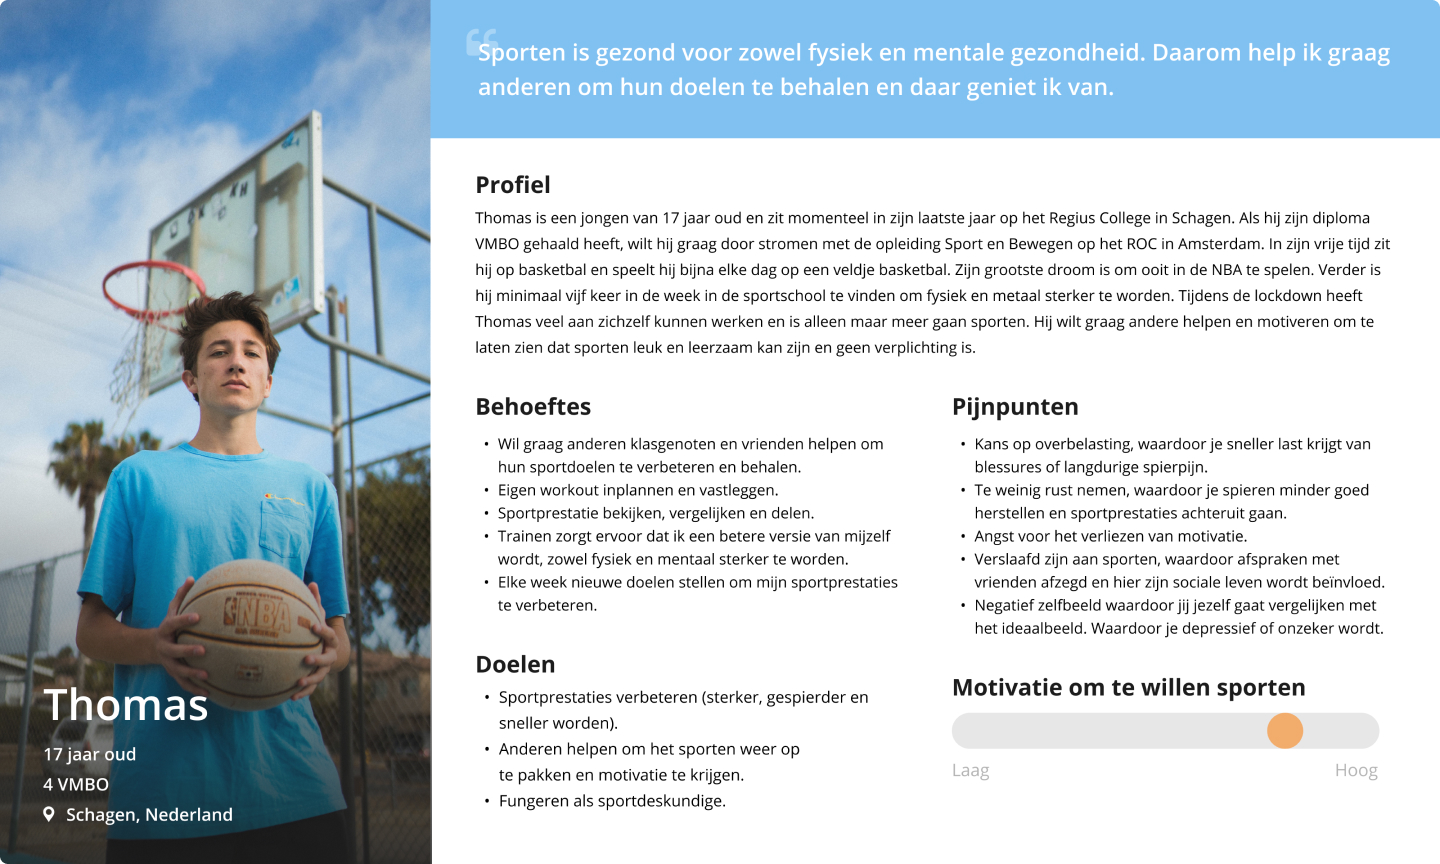 Sporten is gezond voor zowel fysiek en mentale gezondheid. Daarom help ik graag
anderen om hun doelen te behalen en daar geniet ik van.
Profiel
Thomas is een jongen van 17 jaar oud en zit momenteel in zijn laatste jaar op het Regius College in Schagen. Als hij zijn diploma
VMBO gehaald heeft, wilt hij graag door stromen met de opleiding Sport en Bewegen op het ROC in Amsterdam. In zijn vrije tijd zit
hij op basketbal en speelt hij bijna elke dag op een veldje basketbal. Zijn grootste droom is om ooit in de NBA te spelen. Verder is
hij minimaal vijf keer in de week in de sportschool te vinden om fysiek en metaal sterker te worden. Tijdens de lockdown heeft
Thomas veel aan zichzelf kunnen werken en is alleen maar meer gaan sporten. Hij wilt graag andere helpen en motiveren om te
laten zien dat sporten leuk en leerzaam kan zijn en geen verplichting is.
Behoeftes
• Wil graag anderen klasgenoten en vrienden helpen om
hun sportdoelen te verbeteren en behalen.
• Eigen workout inplannen en vastleggen.
• Sportprestatie bekijken, vergelijken en delen.
• Trainen zorgt ervoor dat ik een betere versie van mijzelf
wordt, zowel fysiek en mentaal sterker te worden.
• Elke week nieuwe doelen stellen om mijn sportprestaties
te verbeteren.
Doelen
• Sportprestaties verbeteren (sterker, gespierder en
sneller worden).
• Anderen helpen om het sporten weer op
te pakken en motivatie te krijgen.
• Fungeren als sportdeskundige.
Pijnpunten
• Kans op overbelasting, waardoor je sneller last krijgt van
blessures of langdurige spierpijn.
• Te weinig rust nemen, waardoor je spieren minder goed
herstellen en sportprestaties achteruit gaan.
• Angst voor het verliezen van motivatie.
• Verslaafd zijn aan sporten, waardoor afspraken met
vrienden afzegd en hier zijn sociale leven wordt beïnvloed.
• Negatief zelfbeeld waardoor jij jezelf gaat vergelijken met
het ideaalbeeld. Waardoor je depressief of onzeker wordt.
Motivatie om te willen sporten
Laag
Hoog
NBA
Thomas
17 jaar oud
4 VMBO
Schagen, Nederland